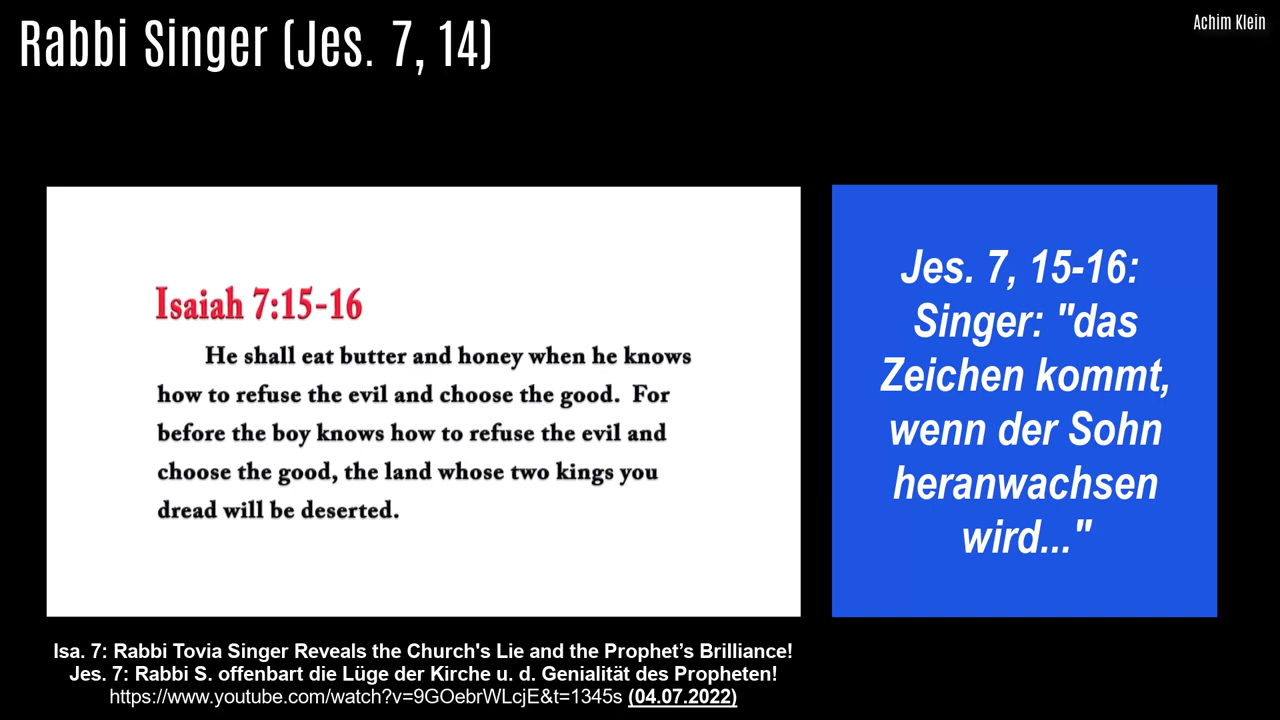 Rabbi Singer (Jes. 7, 14)
Achim Klein
Isaiah 7:15-16
He shall eat butter and honey when he knows
how to refuse the evil and choose the good. For
before the boy knows how to refuse the evil and
choose the good, the land whose two kings you
dread will be deserted.
Jes. 7, 15-16:
Singer: "das
Zeichen kommt,
wenn der Sohn
heranwachsen
wird..."
Isa. 7: Rabbi Tovia Singer Reveals the Church's Lie and the Prophet’s Brilliance!
Jes. 7: Rabbi S. offenbart die Lüge der Kirche u. d. Genialität des Propheten!
https://www.youtube.com/watch?v=9GOebrWLcjE&t=1345s (04.07.2022)